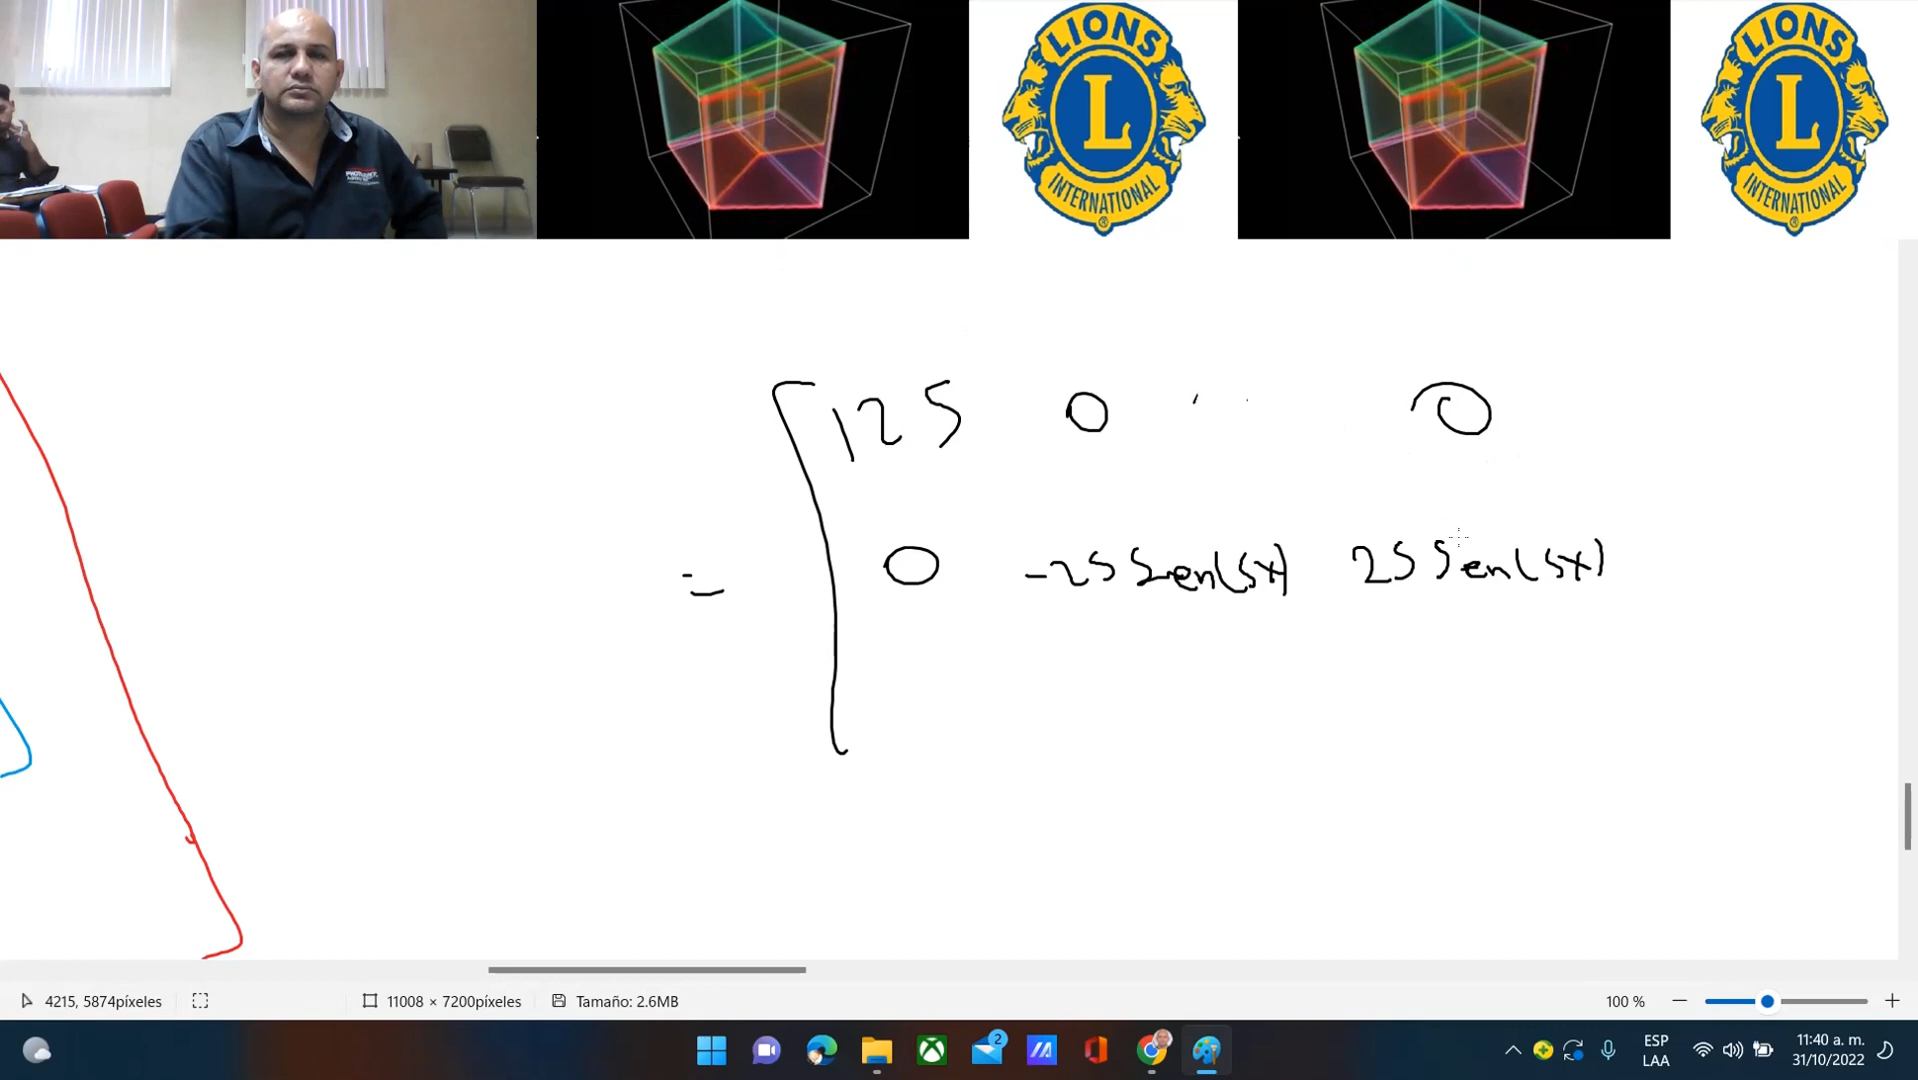 LIONS
L
INTERNATIONAL
®
LIONS
L
INTERNATIONAL
®
125 0 . . 0
= 0 -25 Sen(5x) 25 Sen(5x)
4215, 5874píxeles
11008 × 7200píxeles
Tamaño: 2.6MB
100 %
2
ESP
LAA
11:40 a. m.
31/10/2022